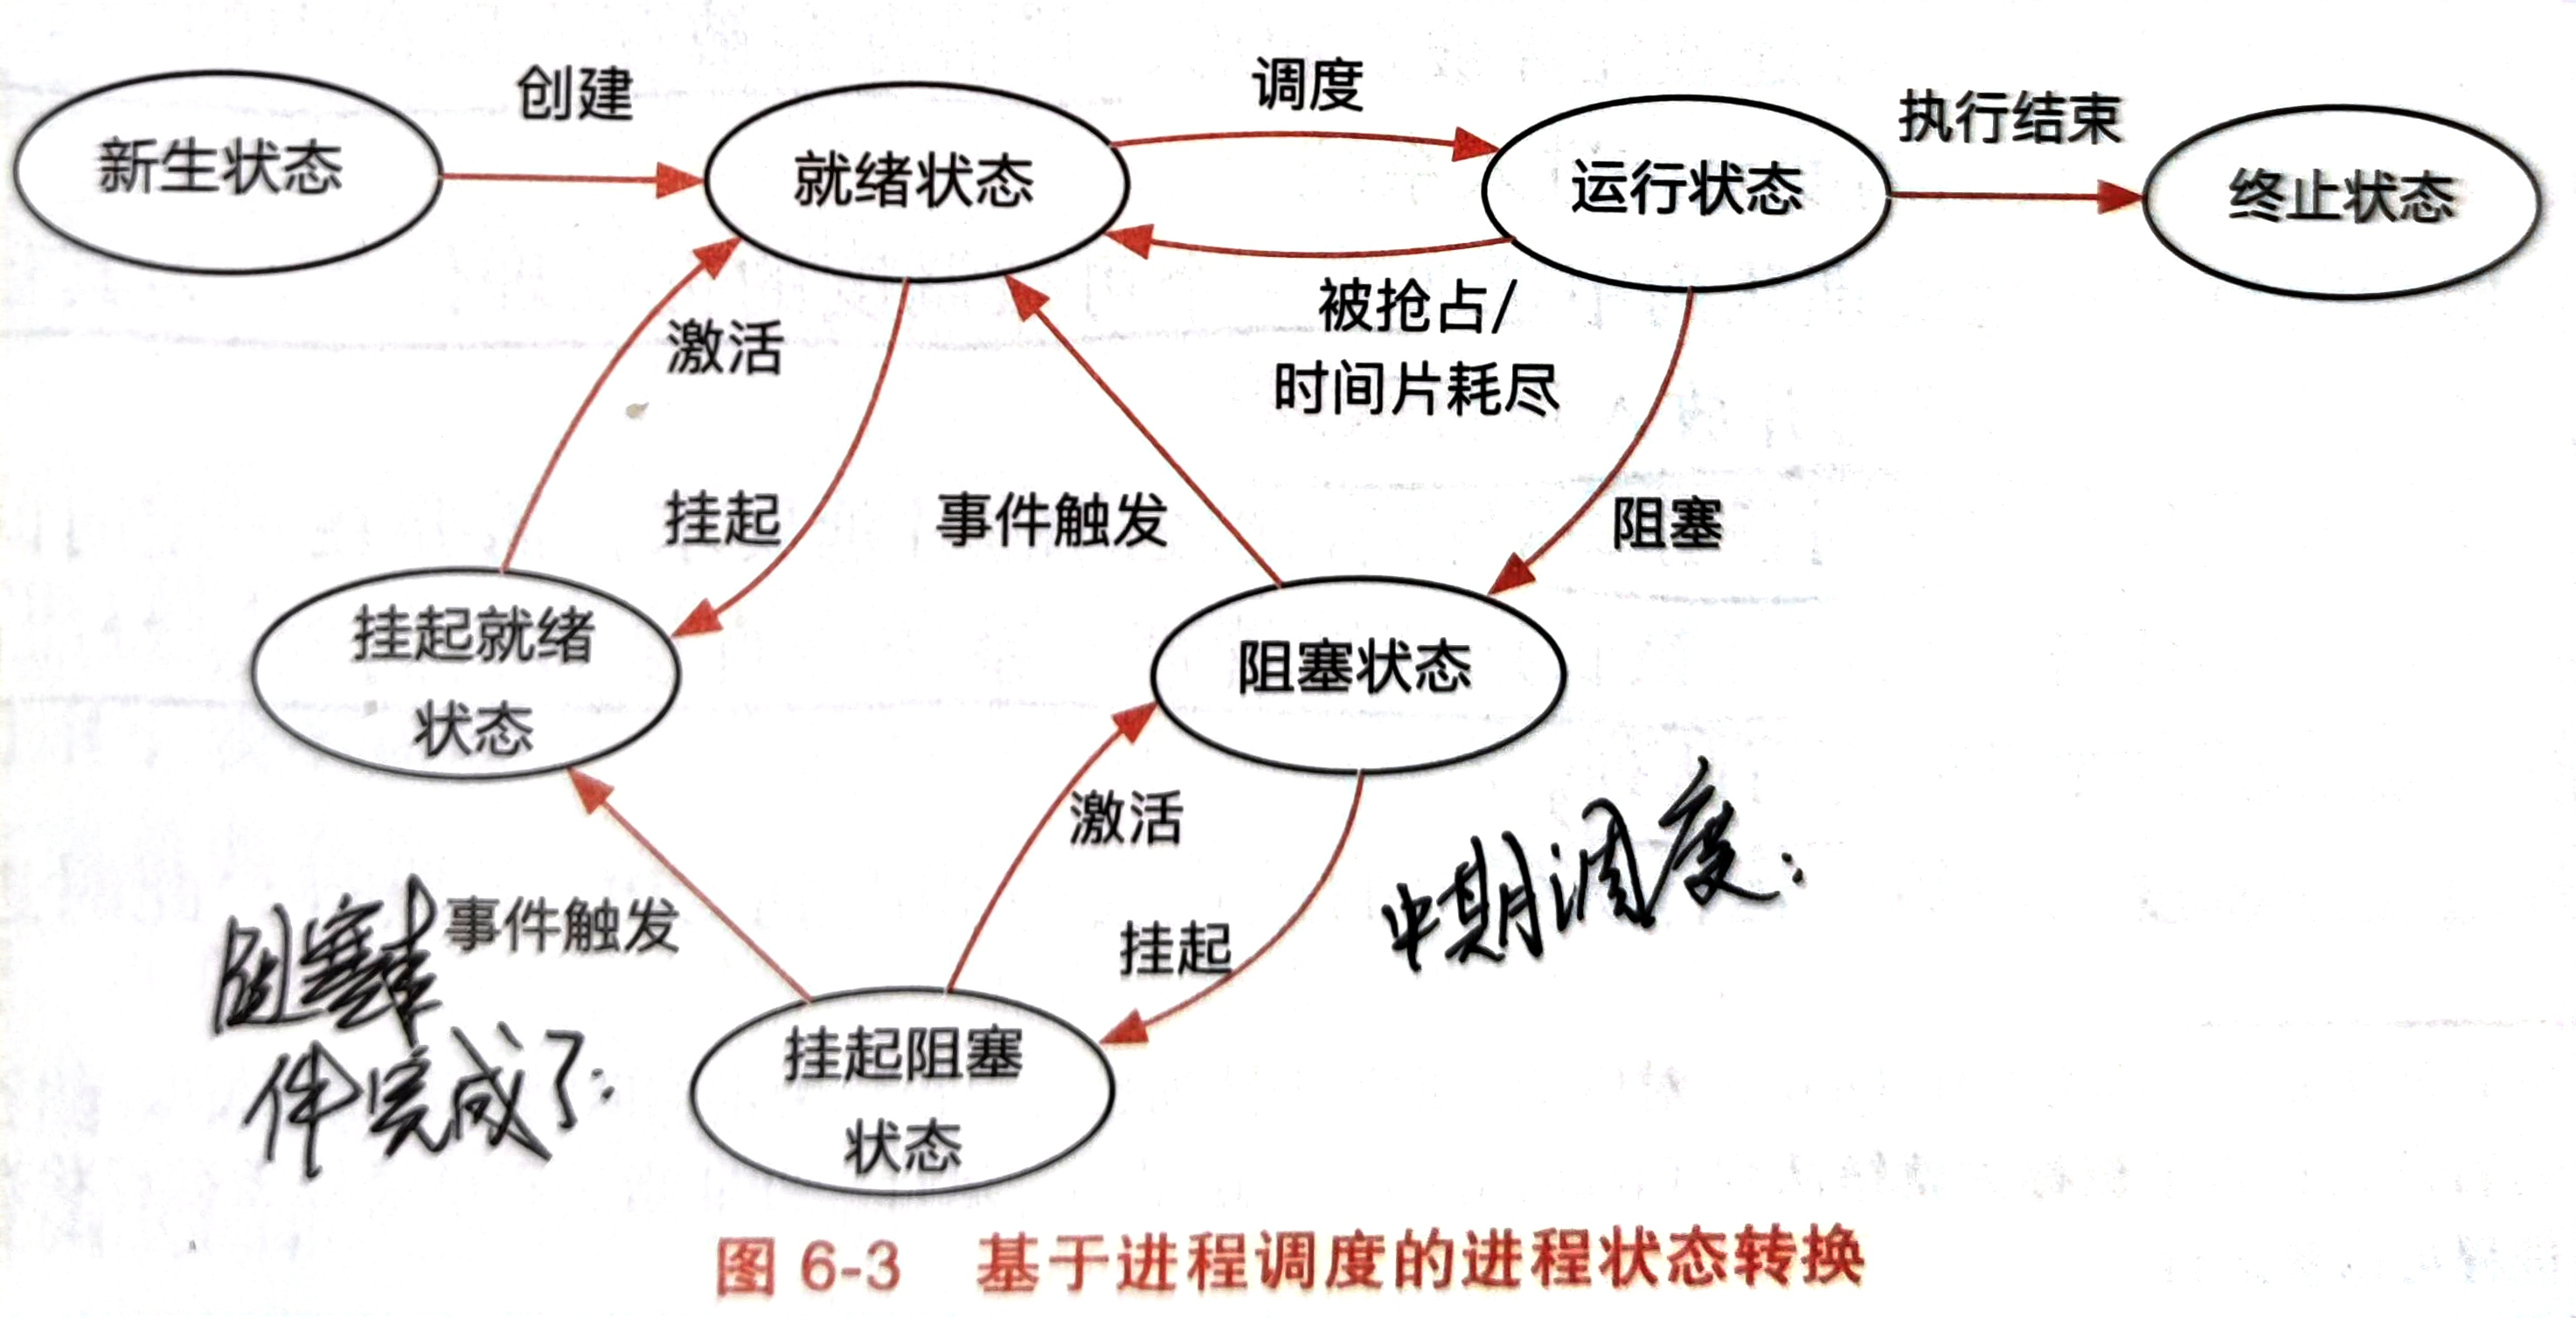 创建
调度
执行结束
新生状态
就绪状态
运行状态
终止状态
被抢占/
时间片耗尽
激活
挂起
事件触发
阻塞
挂起就绪
状态
阻塞状态
激活
挂起
中期调度:
事件触发
阻塞事
件完成了:
挂起阻塞
状态
图 6-3 基于进程调度的进程状态转换